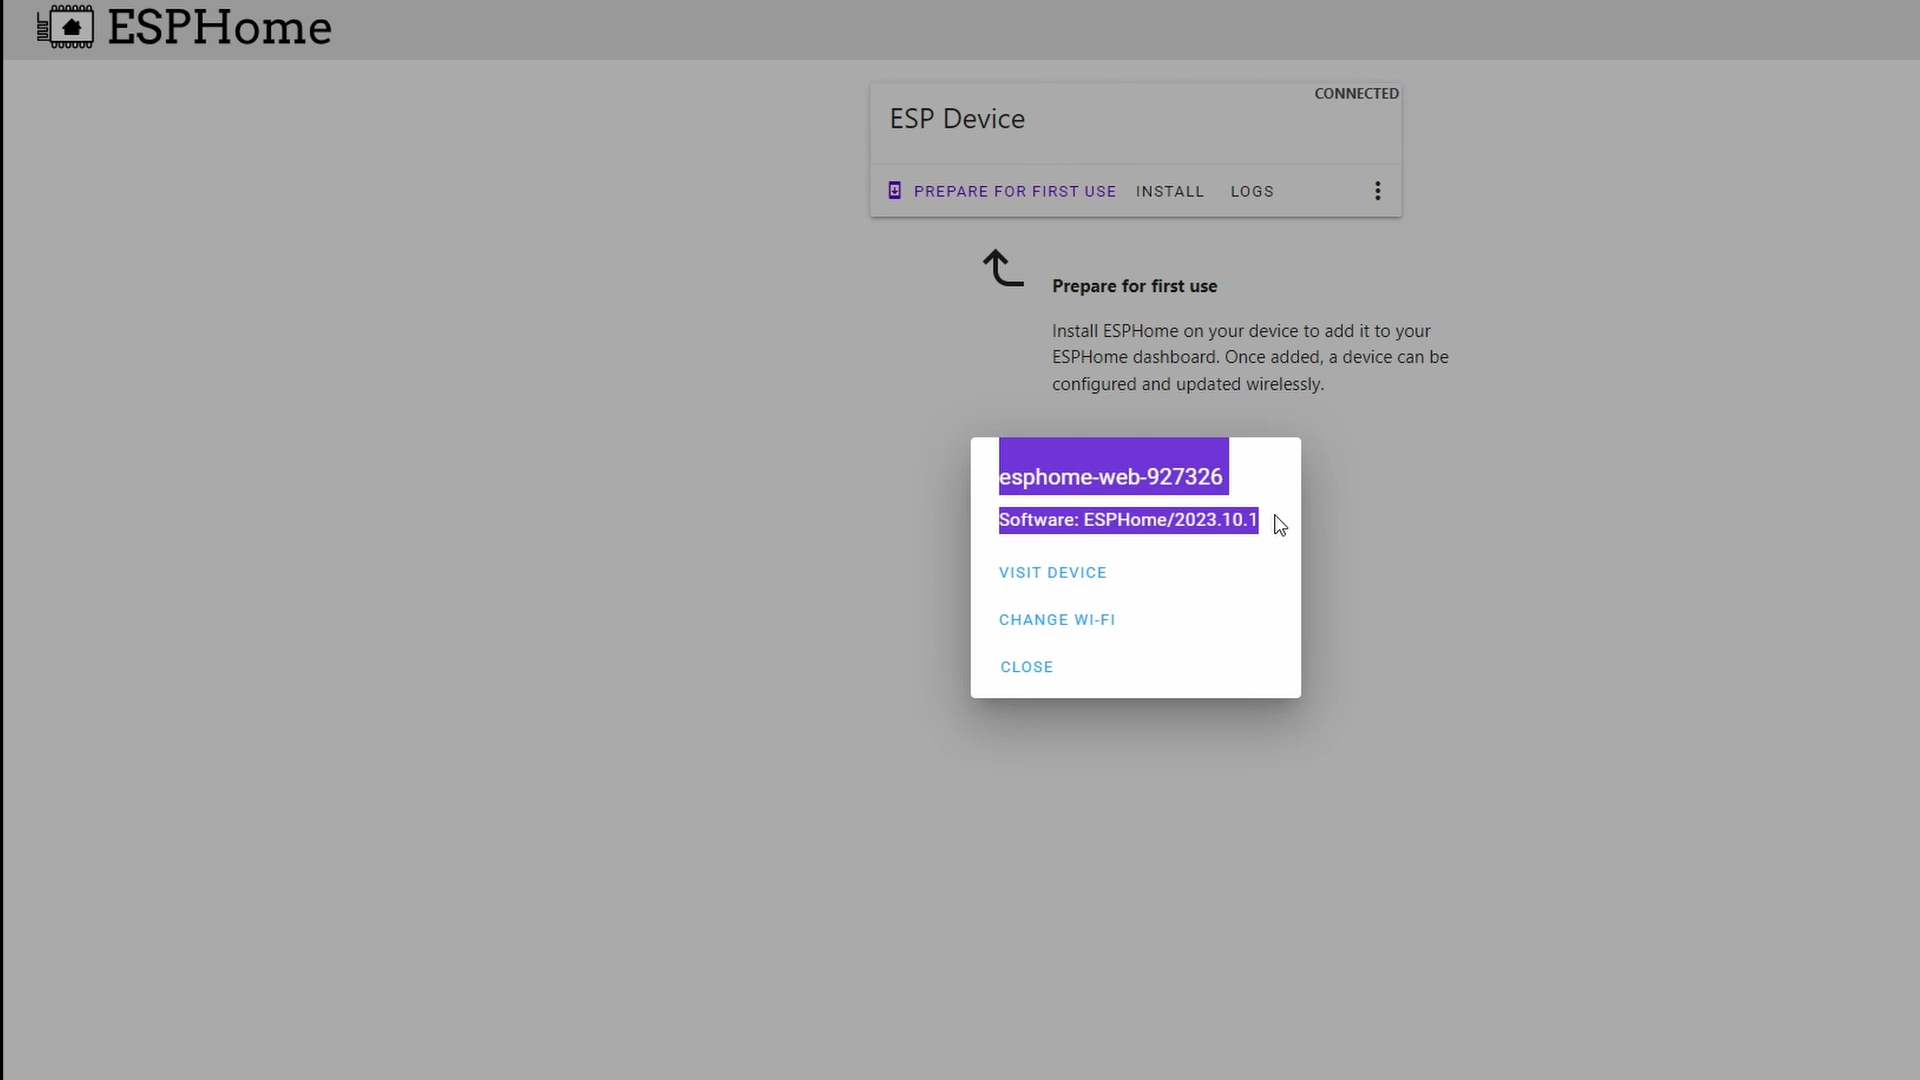 ESPHome
CONNECTED
ESP Device
PREPARE FOR FIRST USE INSTALL LOGS
Prepare for first use
Install ESPHome on your device to add it to your
ESPHome dashboard. Once added, a device can be
configured and updated wirelessly.
esphome-web-927326
Software: ESPHome/2023.10.1
VISIT DEVICE
CHANGE WI-FI
CLOSE